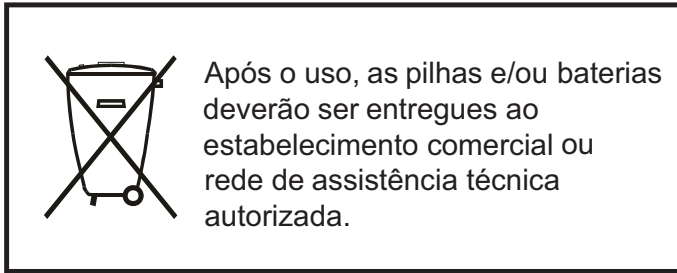 Após o uso, as pilhas e/ou baterias
deverão ser entregues ao
estabelecimento comercial ou
rede de assistência técnica
autorizada.